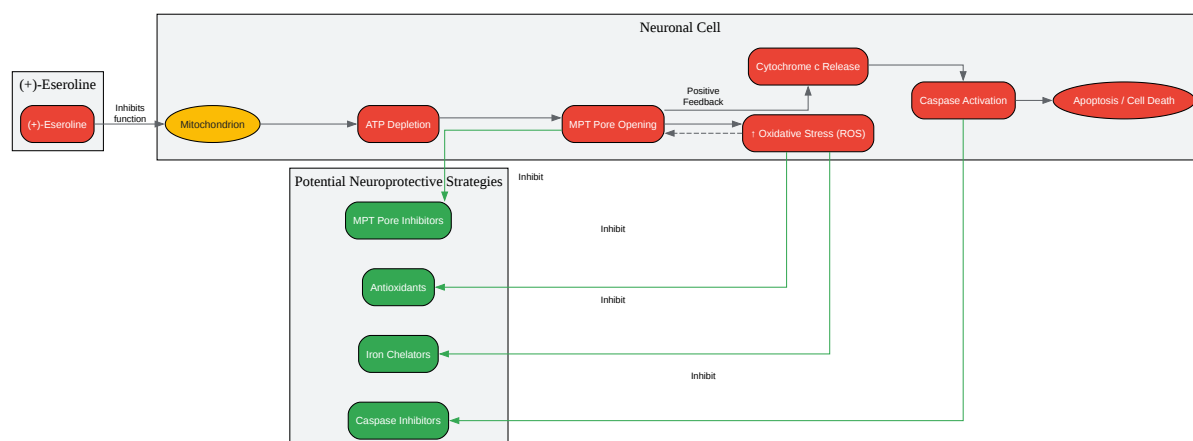 Neuronal Cell
(+)-Eseroline
(+)-Eseroline
Inhibits
function
Mitochondrion
ATP Depletion
MPT Pore Opening
Positive
Feedback
Cytochrome c Release
↑ Oxidative Stress (ROS)
Caspase Activation
Apoptosis / Cell Death
Potential Neuroprotective Strategies
Inhibit
MPT Pore Inhibitors
Inhibit
Antioxidants
Inhibit
Iron Chelators
Inhibit
Caspase Inhibitors